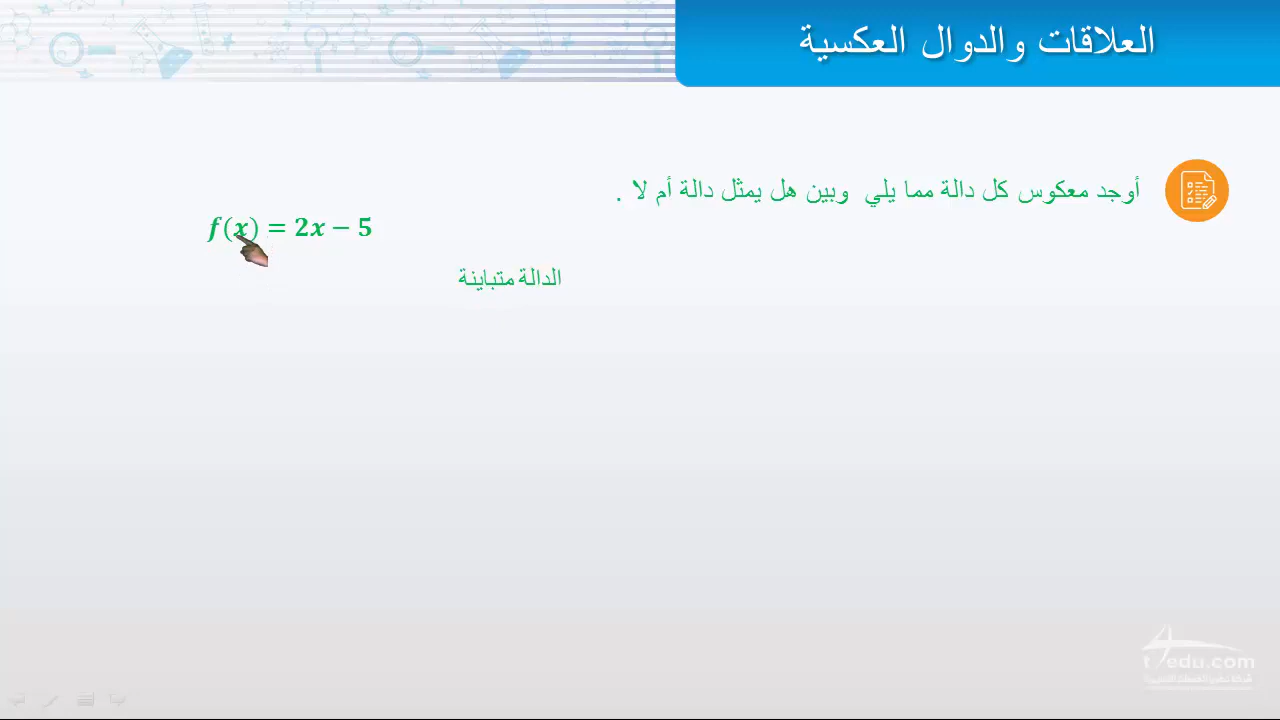 العلاقات والدوال العكسية
أوجد معكوس كل دالة مما يلي وبين هل يمثل دالة أم لا .
f(x) = 2x − 5
الدالة متباينة
t4edu.com